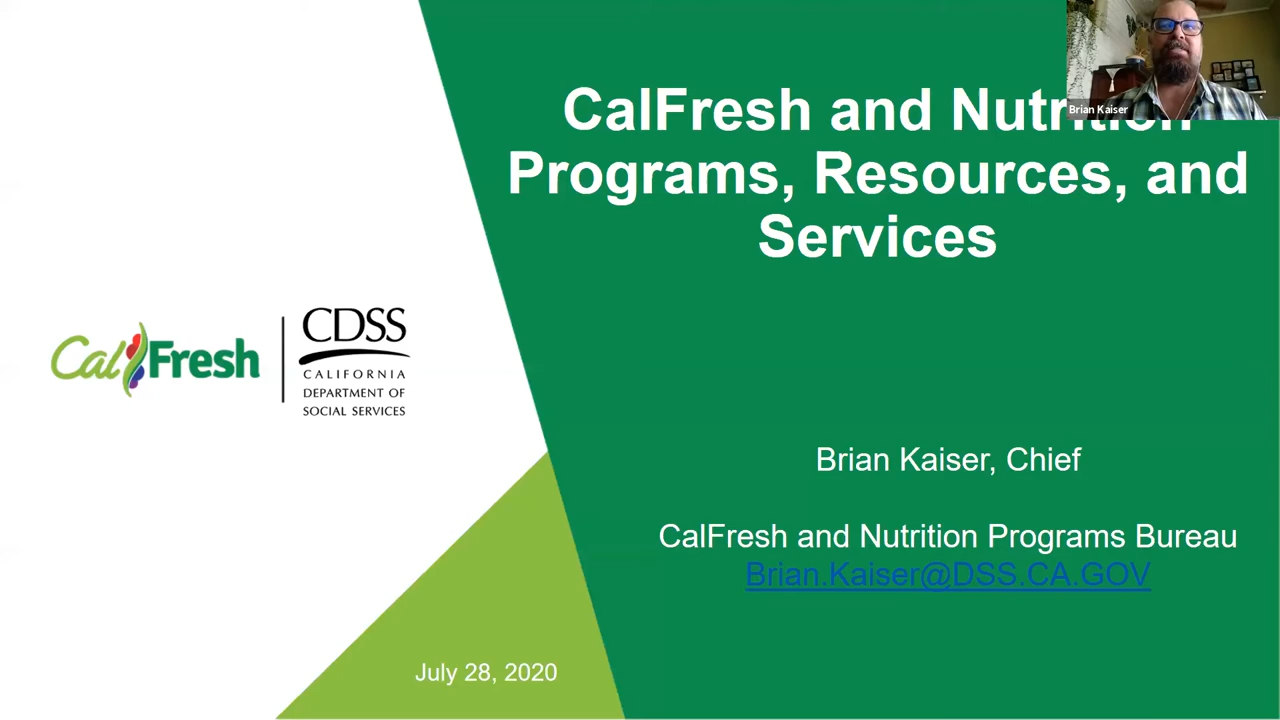 CalFresh and Nutrition
Programs, Resources, and
Services
Brian Kaiser
CalFresh
CDSS
CALIFORNIA
DEPARTMENT OF
SOCIAL SERVICES
Brian Kaiser, Chief
CalFresh and Nutrition Programs Bureau
Brian.Kaiser@DSS.CA.GOV
July 28, 2020